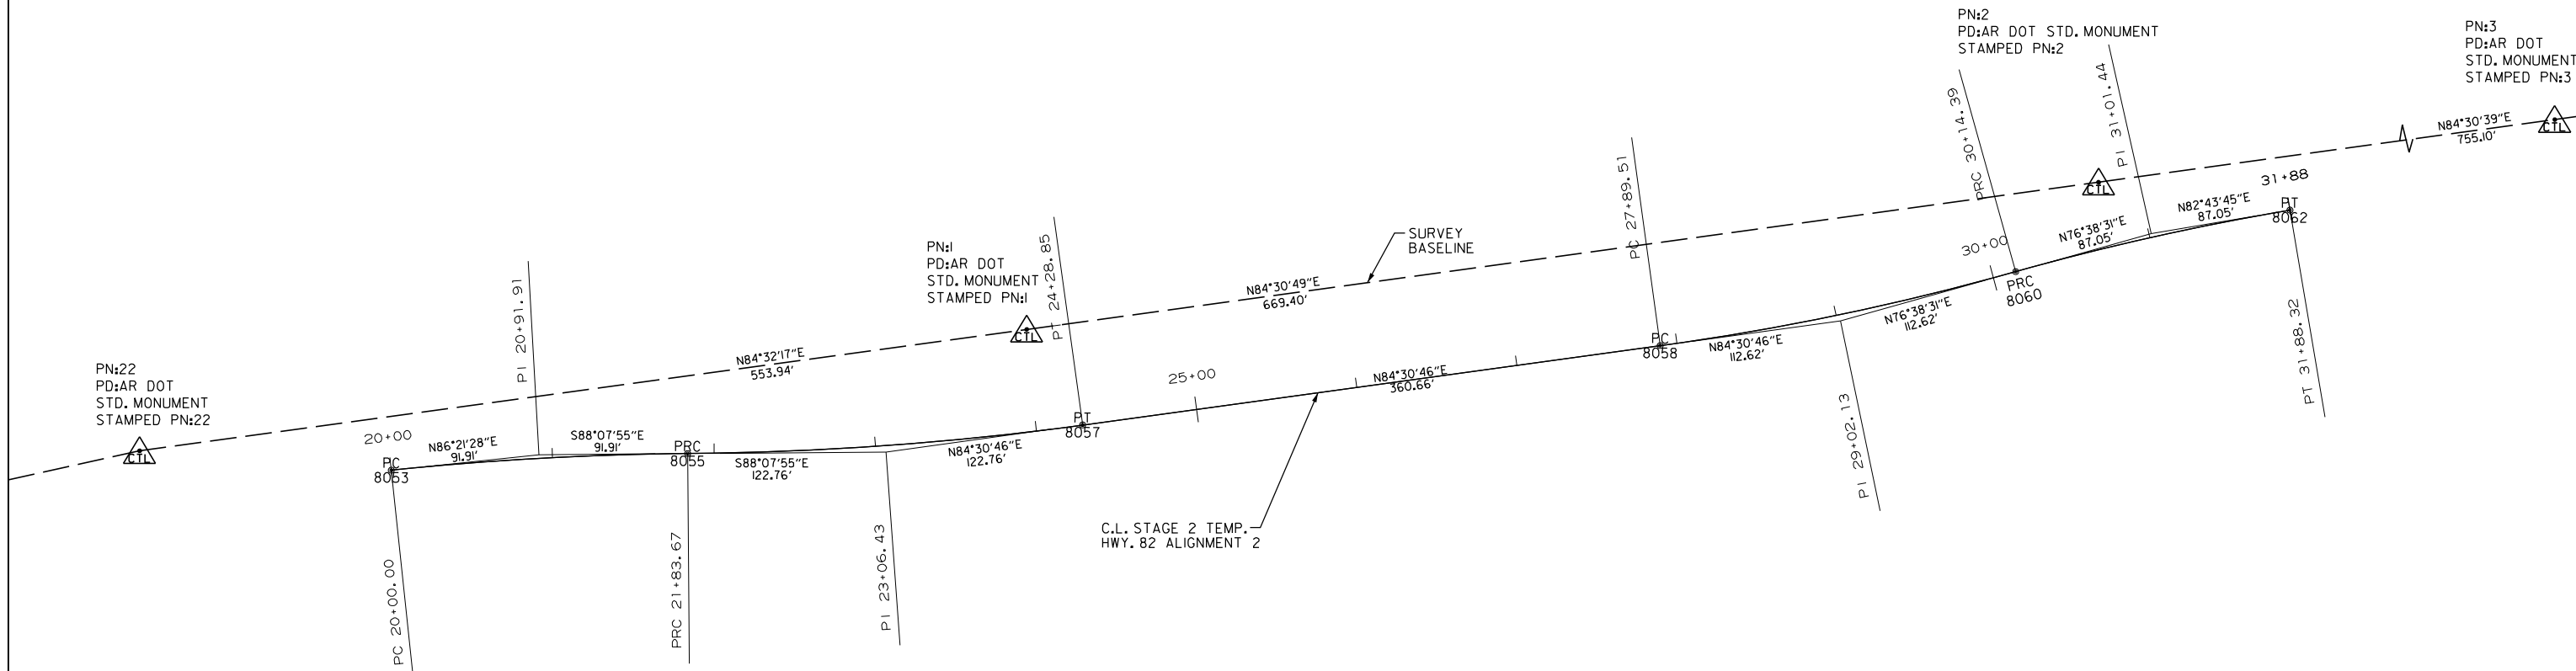 PN:22
PD:AR DOT
STD. MONUMENT
STAMPED PN:22
CTL
N84°32'17"E
553.94'
PN:1
PD:AR DOT
STD. MONUMENT
STAMPED PN:1
CTL
N84°30'49"E
669.40'
SURVEY
BASELINE
PN:2
PD:AR DOT STD. MONUMENT
STAMPED PN:2
CTL
N84°30'39"E
755.10'
PN:3
PD:AR DOT
STD. MONUMENT
STAMPED PN:3
CTL
20+00
PC
8053
PC 20+00.00
N86°21'28"E
91.91'
PI 20+91.91
S88°07'55"E
91.91'
PRC
8055
PRC 21+83.67
S88°07'55"E
122.76'
PI 23+06.43
N84°30'46"E
122.76'
PT
8057
PT 24+28.85
25+00
N84°30'46"E
360.66'
C.L. STAGE 2 TEMP.
HWY. 82 ALIGNMENT 2
PC
8058
PC 27+89.51
N84°30'46"E
112.62'
PI 29+02.13
N76°38'31"E
112.62'
30+00
PRC
8060
PRC 30+14.39
N76°38'31"E
87.05'
PI 31+01.44
N82°43'45"E
87.05'
31+88
PT
8062
PT 31+88.32